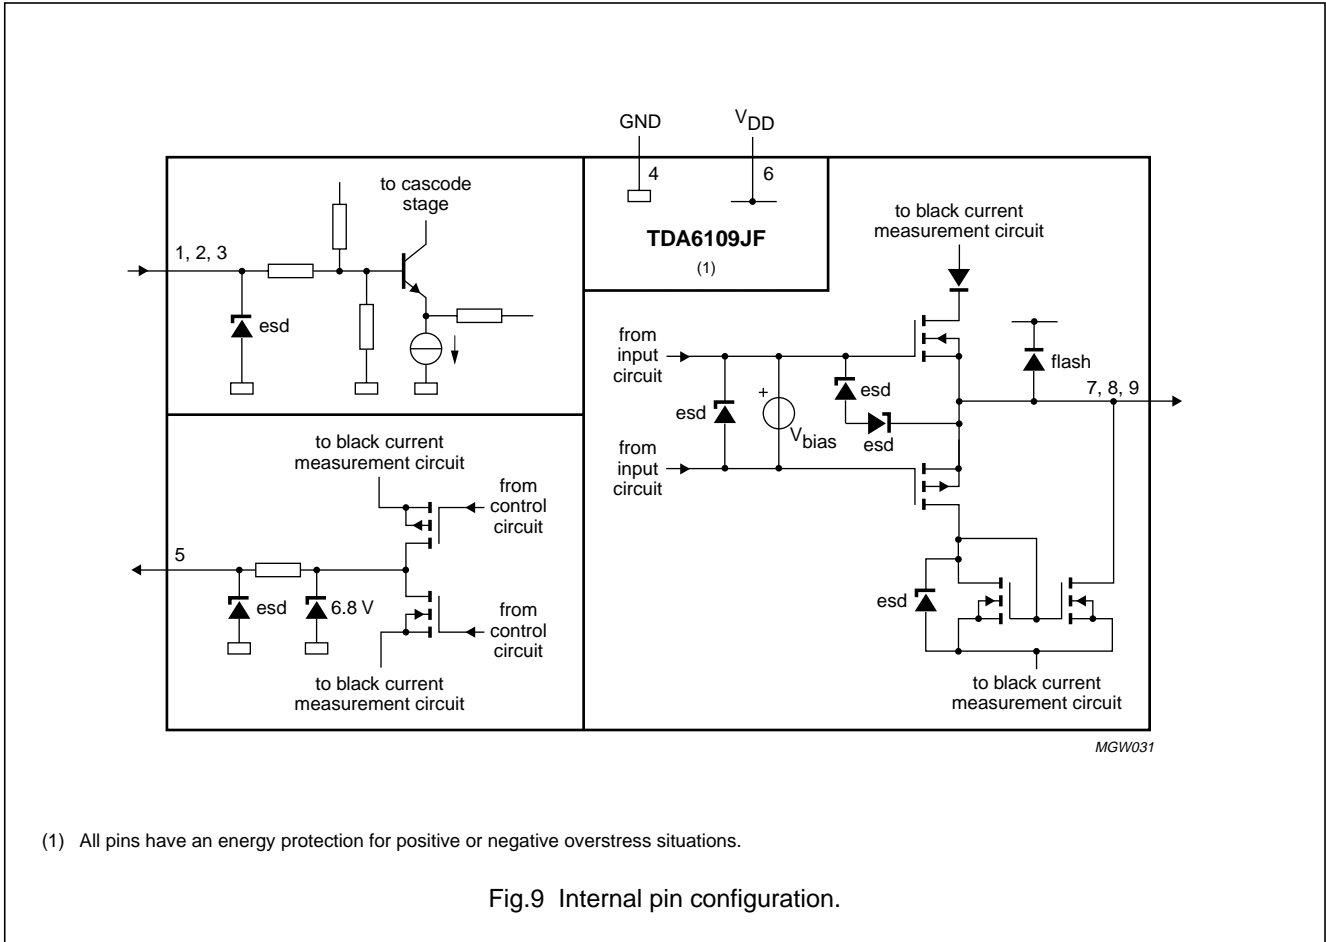 GND
VDD
4
6
TDA6109JF
(1)
to cascode
stage
1, 2, 3
esd
to black current
measurement circuit
from
input
circuit
flash
7, 8, 9
esd
+
Vbias
esd
esd
from
input
circuit
to black current
measurement circuit
from
control
circuit
5
esd
6.8 V
from
control
circuit
to black current
measurement circuit
esd
to black current
measurement circuit
MGW031
(1) All pins have an energy protection for positive or negative overstress situations.
Fig.9 Internal pin configuration.